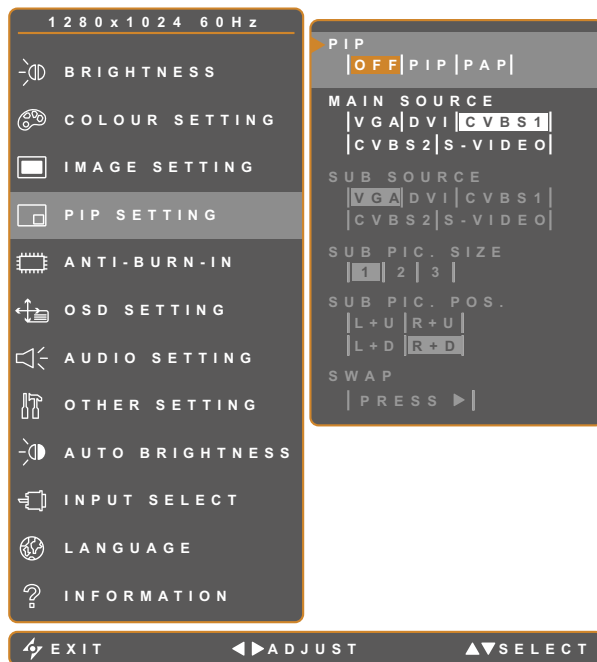 1280x1024 60Hz
BRIGHTNESS
COLOUR SETTING
IMAGE SETTING
PIP SETTING
ANTI-BURN-IN
OSD SETTING
AUDIO SETTING
OTHER SETTING
AUTO BRIGHTNESS
INPUT SELECT
LANGUAGE
INFORMATION
PIP
OFF PIP PAP
MAIN SOURCE
VGA DVI CVBS1
CVBS2 S-VIDEO
SUB SOURCE
VGA DVI CVBS1
CVBS2 S-VIDEO
SUB PIC. SIZE
1 2 3
SUB PIC. POS.
L+U R+U
L+D R+D
SWAP
PRESS ▶
EXIT ◀▶ADJUST ▲▼SELECT